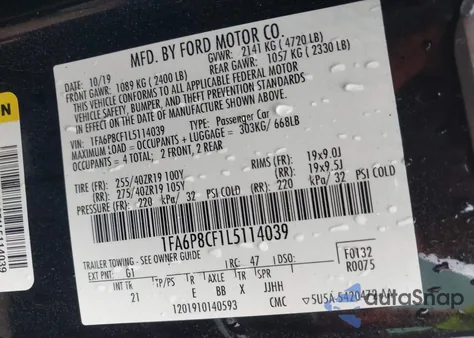 MFD. BY FORD MOTOR CO.
DATE: 10/19 GVWR: 2141 KG ( 4720 LB)
FRONT GAWR: 1089 KG ( 2400 LB) REAR GAWR: 1057 KG ( 2330 LB)
THIS VEHICLE CONFORMS TO ALL APPLICABLE FEDERAL MOTOR
VEHICLE SAFETY, BUMPER, AND THEFT PREVENTION STANDARDS
IN EFFECT ON THE DATE OF MANUFACTURE SHOWN ABOVE.
VIN: 1FA6P8CF1L5114039 TYPE: Passenger Car
MAXIMUM LOAD = OCCUPANTS + LUGGAGE = 303KG/ 668LB
OCCUPANTS = 4 TOTAL: 2 FRONT, 2 REAR
TIRE (FR): 255/40ZR19 100Y RIMS (FR): 19x9.0J
(RR): 275/40ZR19 105Y (RR): 19x9.5J
(FR): 220 kPa/ 32 PSI COLD (RR): 220 kPa/ 32 PSI COLD
1FA6P8CF1L5114039
TRAILER TOWING - SEE OWNER GUIDE
F0132
EXT PNT: G1 RC: 47 DSO:
R0075
INT TR TP/PS R AXLE TR SPR
21 E BB X JJHH
1201910140593 CMC
autosnap